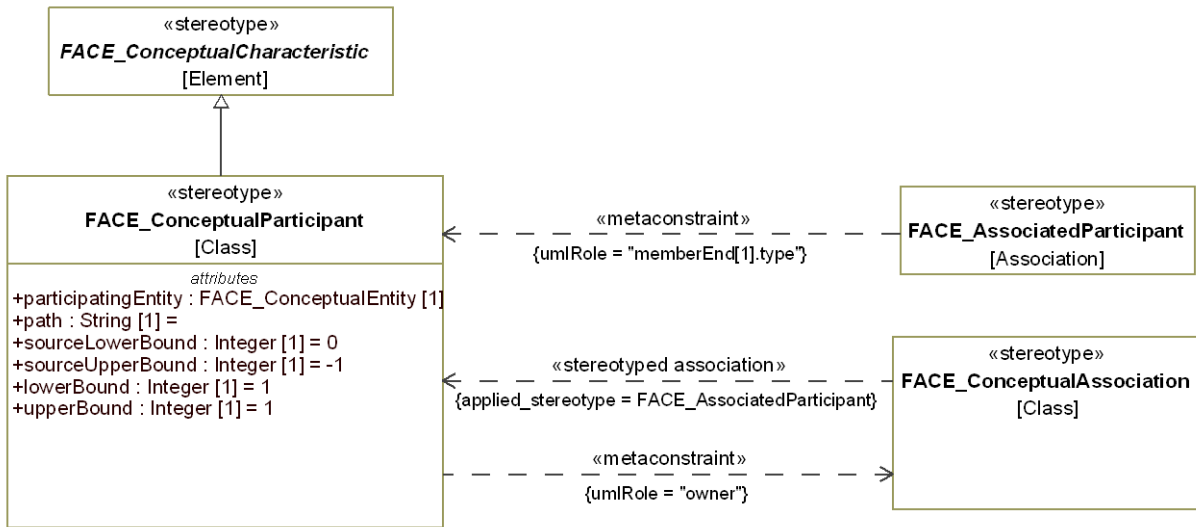 «stereotype»
FACE_ConceptualCharacteristic
[Element]
«stereotype»
FACE_ConceptualParticipant
[Class]
attributes
+participatingEntity : FACE_ConceptualEntity [1]
+path : String [1] =
+sourceLowerBound : Integer [1] = 0
+sourceUpperBound : Integer [1] = -1
+lowerBound : Integer [1] = 1
+upperBound : Integer [1] = 1
«metaconstraint»
{umlRole = "memberEnd[1].type"}
«stereotype»
FACE_AssociatedParticipant
[Association]
«stereotyped association»
{applied_stereotype = FACE_AssociatedParticipant}
«stereotype»
FACE_ConceptualAssociation
[Class]
«metaconstraint»
{umlRole = "owner"}